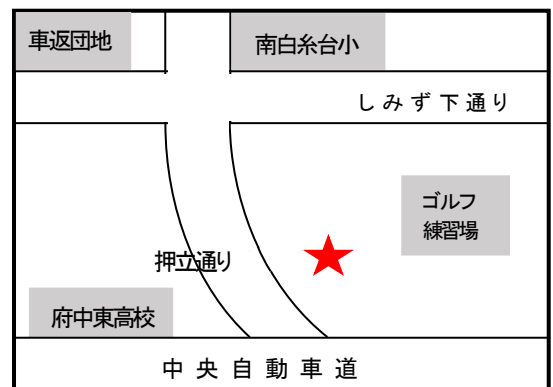 車返団地
南白糸台小
しみず下通り
ゴルフ
練習場
押立通り
府中東高校
中央自動車道